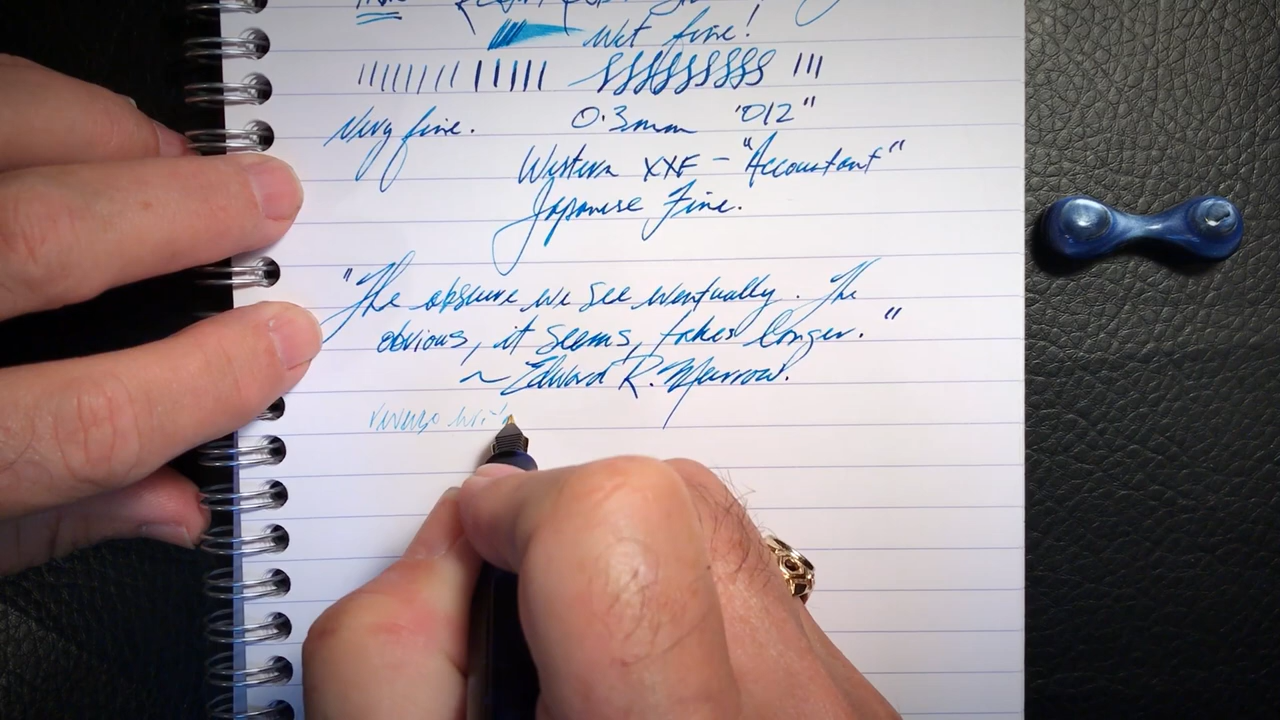 Wet fine!
Very fine. 0.3mm "012"
Western XXF - "Accountant"
Japanese Fine.
"The obscure we see eventually. The
obvious, it seems, takes longer."
~ Edward R. Murrow.
reverse